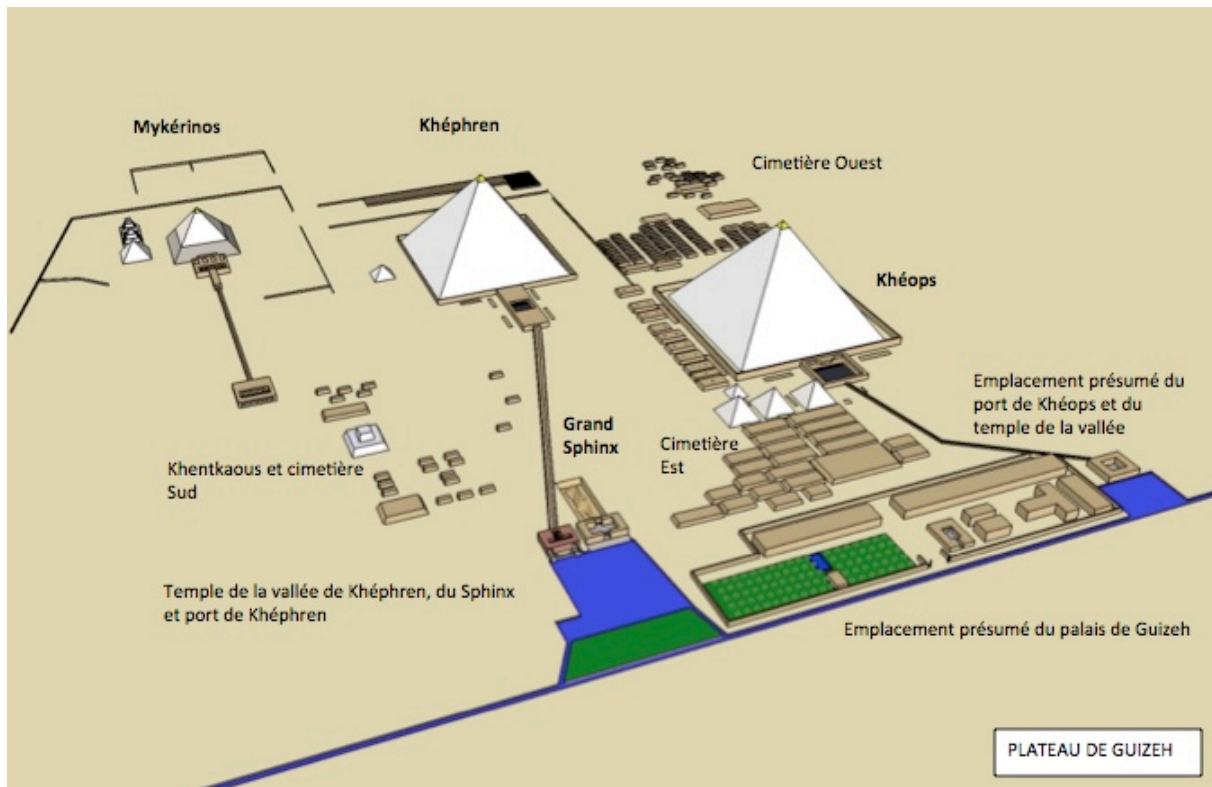 Mykérinos
Khéphren
Cimetière Ouest
Khéops
Emplacement présumé du
port de Khéops et du
temple de la vallée
Grand
Sphinx
Cimetière
Est
Khentkaous et cimetière
Sud
Temple de la vallée de Khéphren, du Sphinx
et port de Khéphren
Emplacement présumé du palais de Guizeh
PLATEAU DE GUIZEH